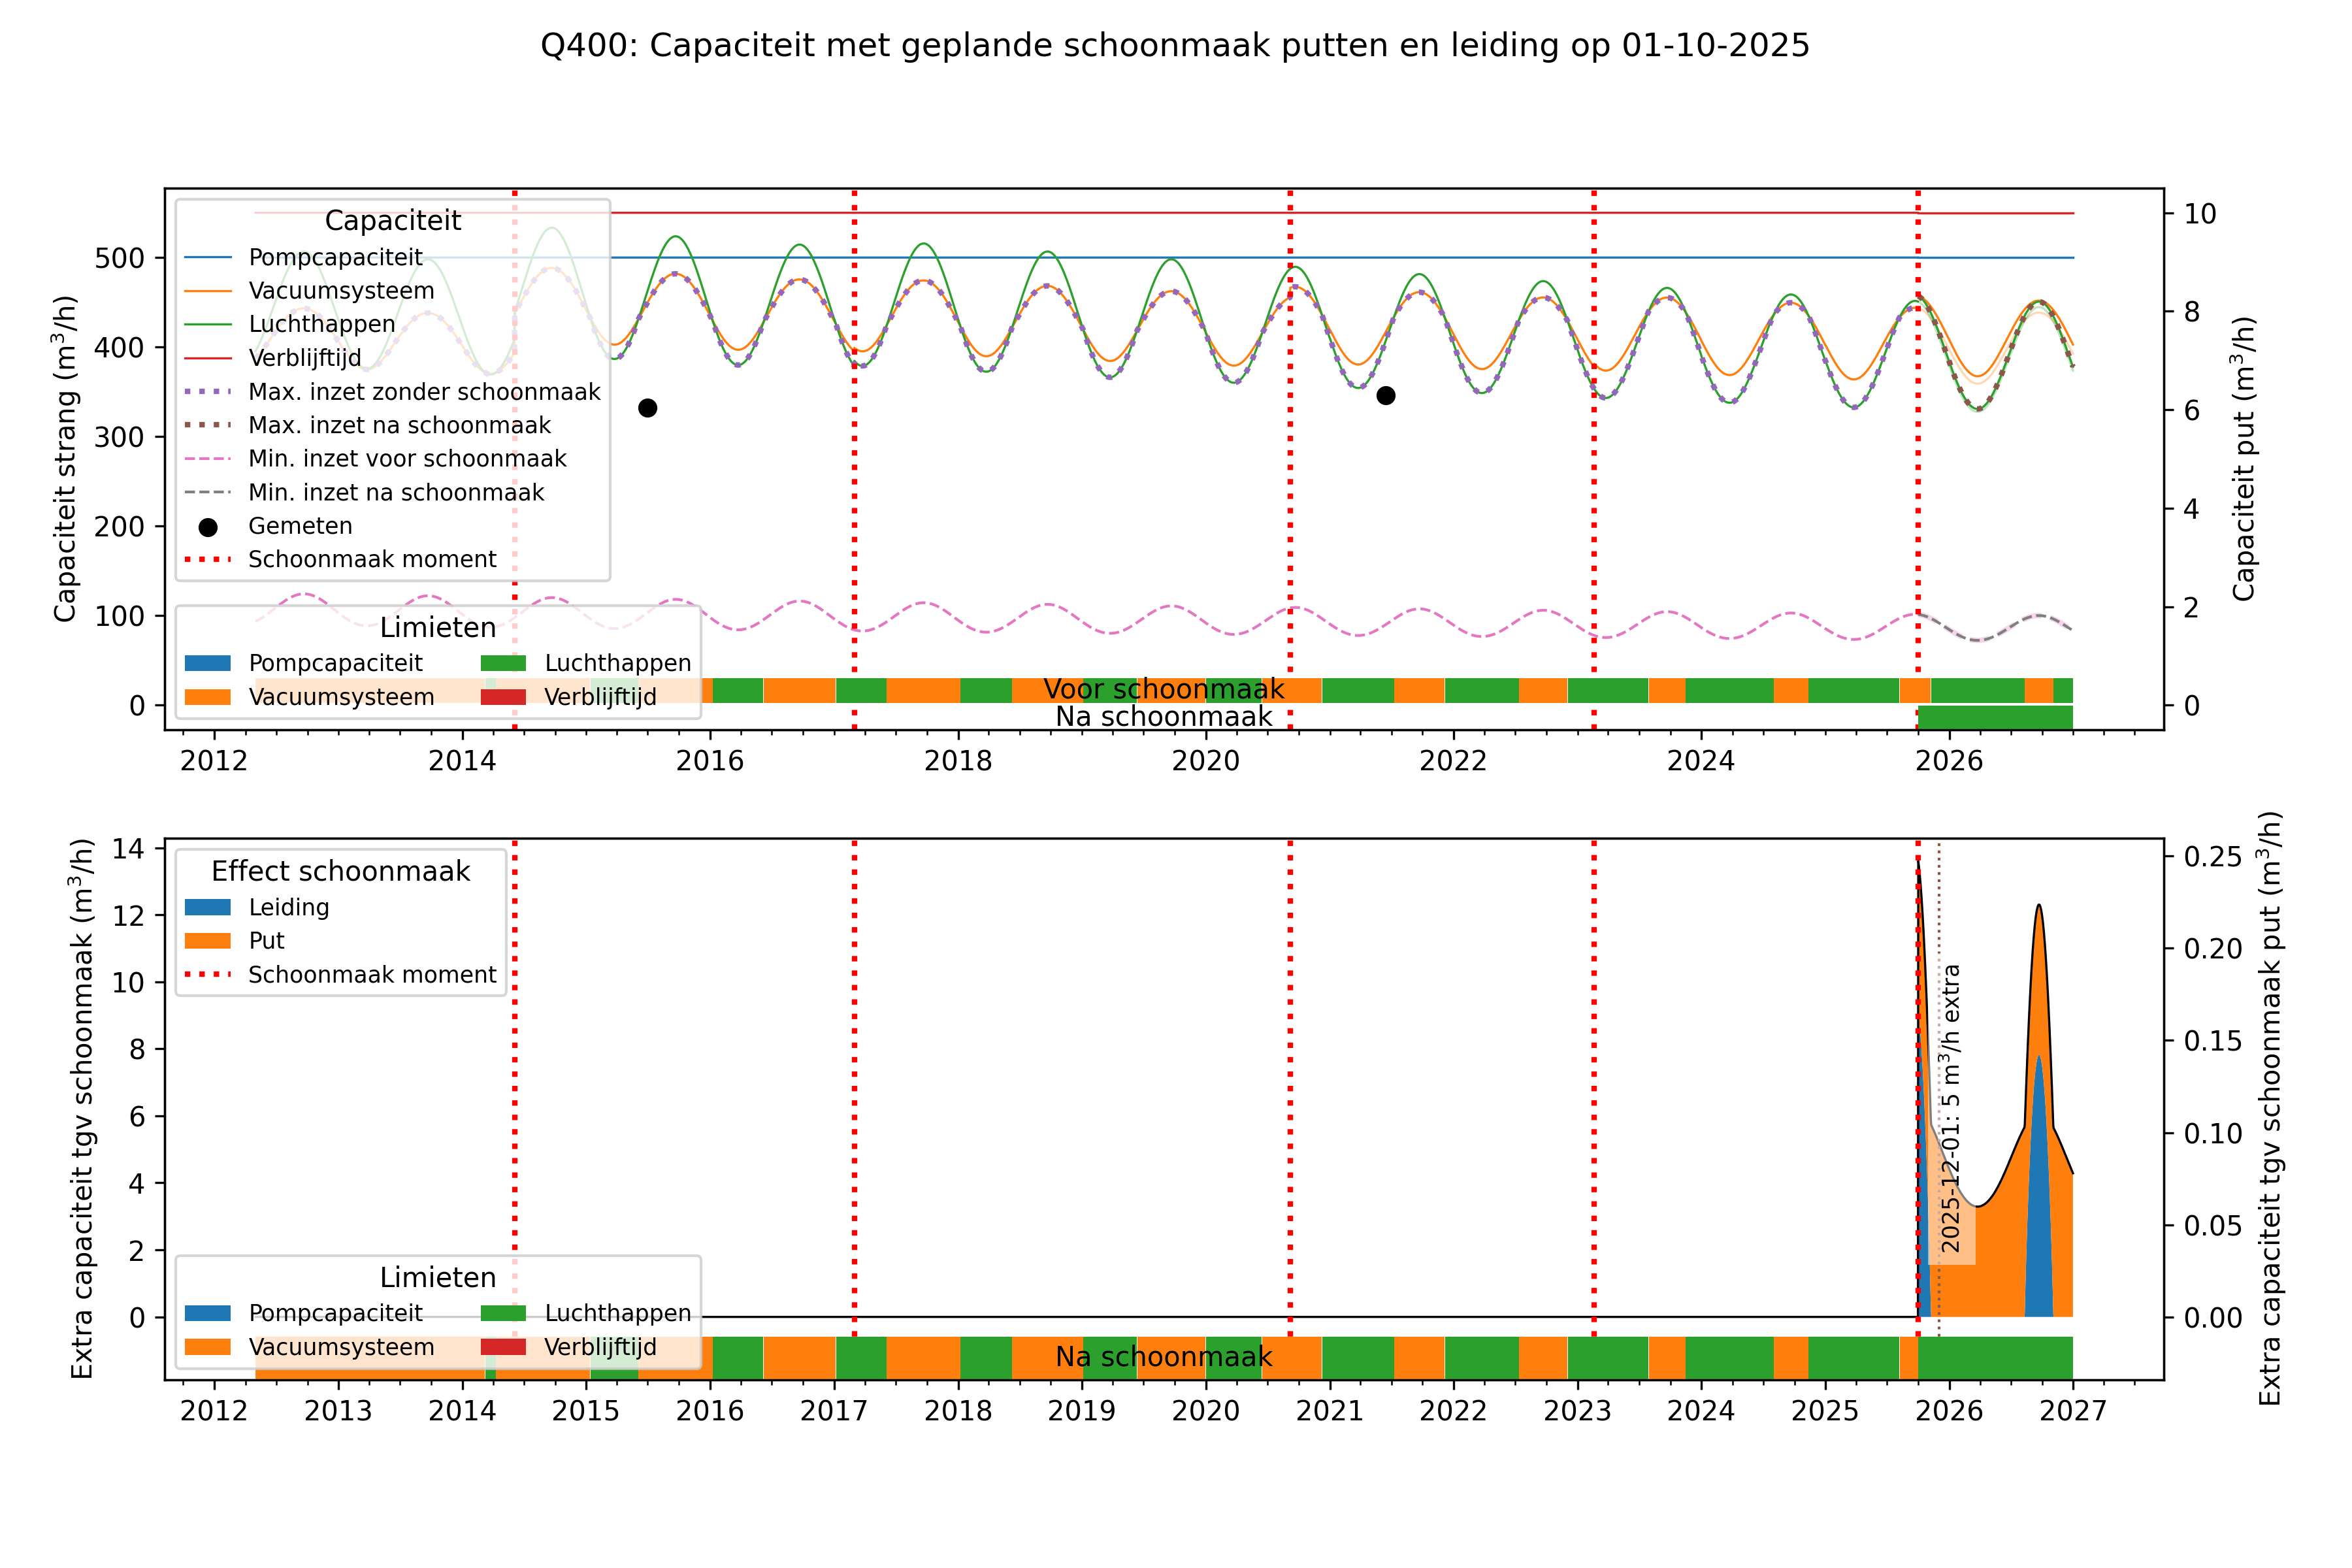 Q400: Capaciteit met geplande schoonmaak putten en leiding op 01-10-2025
Capaciteit strang (m³/h)
500
400
300
200
100
0
Capaciteit
Pompcapaciteit
Vacuumsysteem
Luchthappen
Verblijftijd
Max. inzet zonder schoonmaak
Max. inzet na schoonmaak
Min. inzet voor schoonmaak
Min. inzet na schoonmaak
Gemeten
Schoonmaak moment
Limieten
Pompcapaciteit Luchthappen
Vacuumsysteem Verblijftijd
Voor schoonmaak
Na schoonmaak
10
8
6
4
2
0
Capaciteit put (m³/h)
2012 2014 2016 2018 2020 2022 2024 2026
Extra capaciteit tgv schoonmaak (m³/h)
14
12
10
8
6
4
2
0
Effect schoonmaak
Leiding
Put
Schoonmaak moment
Limieten
Pompcapaciteit Luchthappen
Vacuumsysteem Verblijftijd
Na schoonmaak
2025-12-01: 5 m³/h extra
0.25
0.20
0.15
0.10
0.05
0.00
Extra capaciteit tgv schoonmaak put (m³/h)
2012 2013 2014 2015 2016 2017 2018 2019 2020 2021 2022 2023 2024 2025 2026 2027